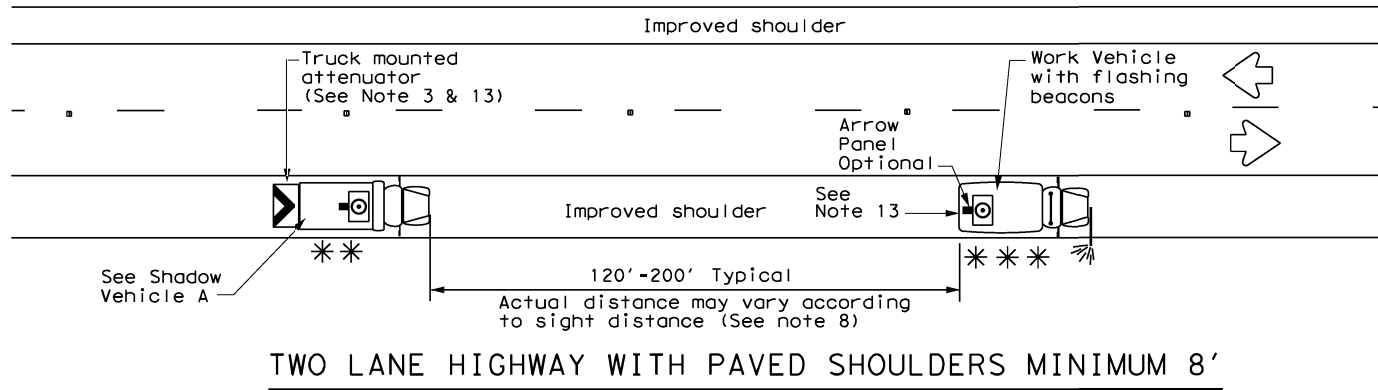 Improved shoulder
Truck mounted
attenuator
(See Note 3 & 13)
Work Vehicle
with flashing
beacons
Arrow
Panel
Optional
See
Note 13
Improved shoulder
See Shadow
Vehicle A
120'-200' Typical
Actual distance may vary according
to sight distance (See note 8)
TWO LANE HIGHWAY WITH PAVED SHOULDERS MINIMUM 8'